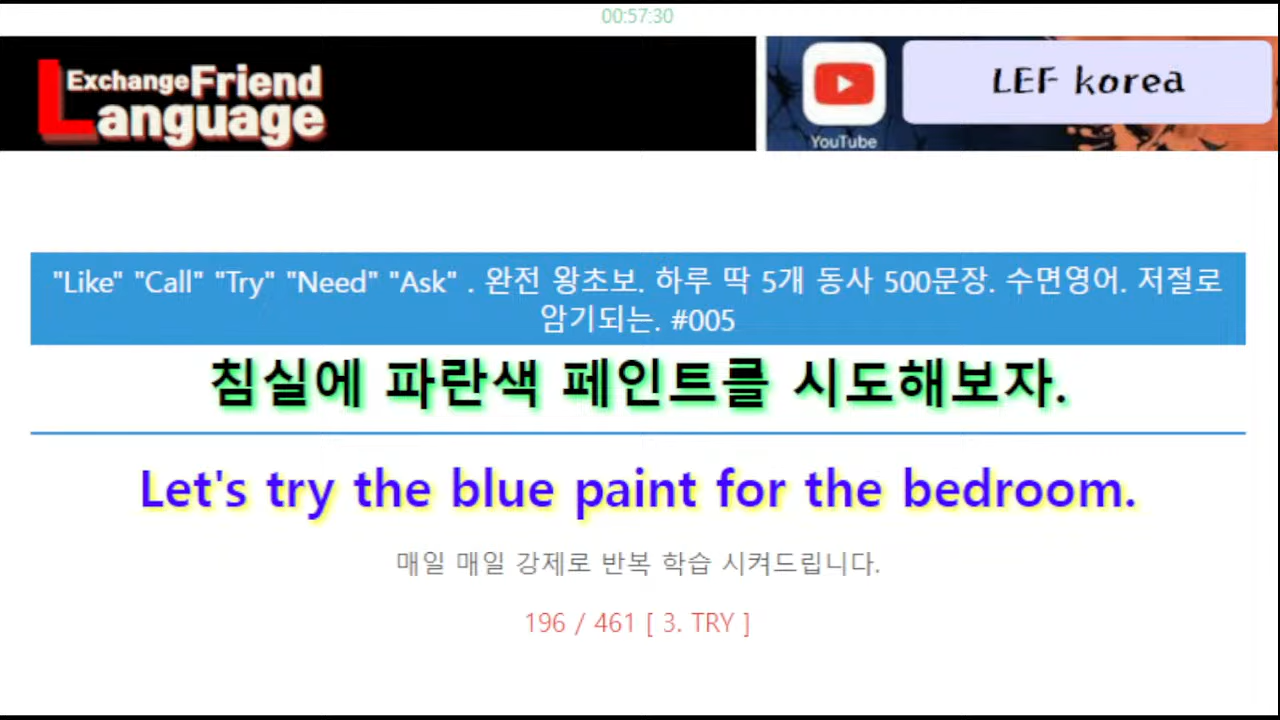 00:57:30
ExchangeFriend
Language
LEF korea
YouTube
"Like" "Call" "Try" "Need" "Ask" . 완전 왕초보. 하루 딱 5개 동사 500문장. 수면영어. 저절로
암기되는. #005
침실에 파란색 페인트를 시도해보자.
Let's try the blue paint for the bedroom.
매일 매일 강제로 반복 학습 시켜드립니다.
196 / 461 [ 3. TRY ]